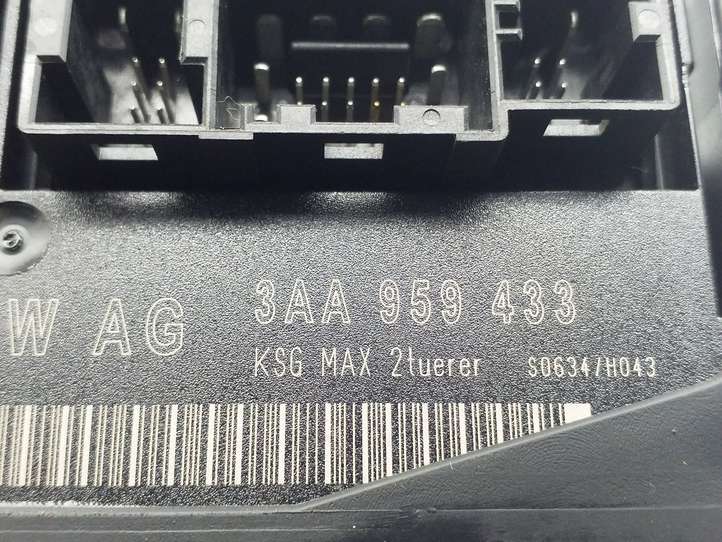 W AG 3AA 959 433
KSG MAX 2tuerer S0634/H043